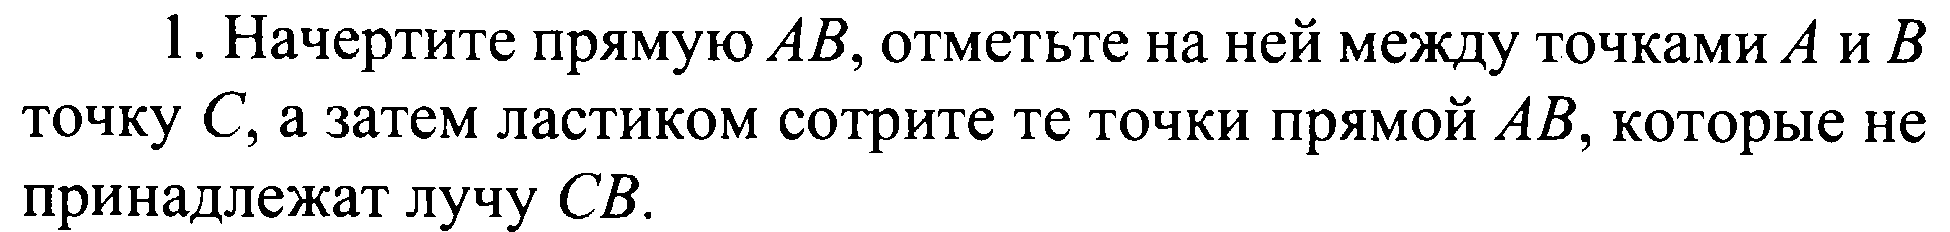 1. Начертите прямую AB, отметьте на ней между точками A и B
точку C, а затем ластиком сотрите те точки прямой AB, которые не
принадлежат лучу CB.